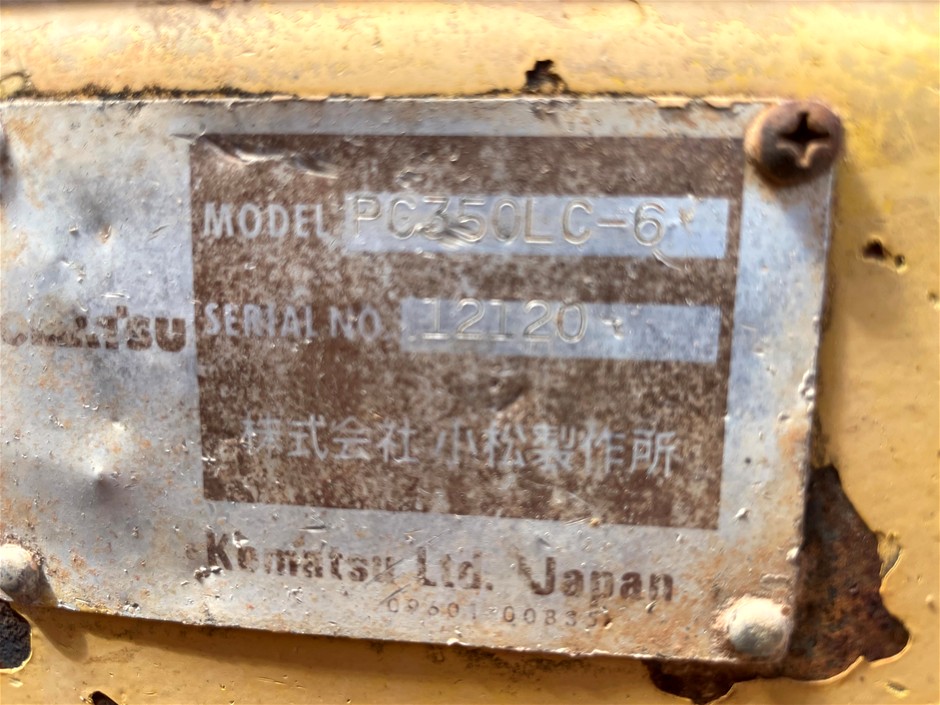 MODEL PC350LC-6
KOMATSU SERIAL NO. 12120
株式会社 小松製作所
Komatsu Ltd. Japan
09601-00835